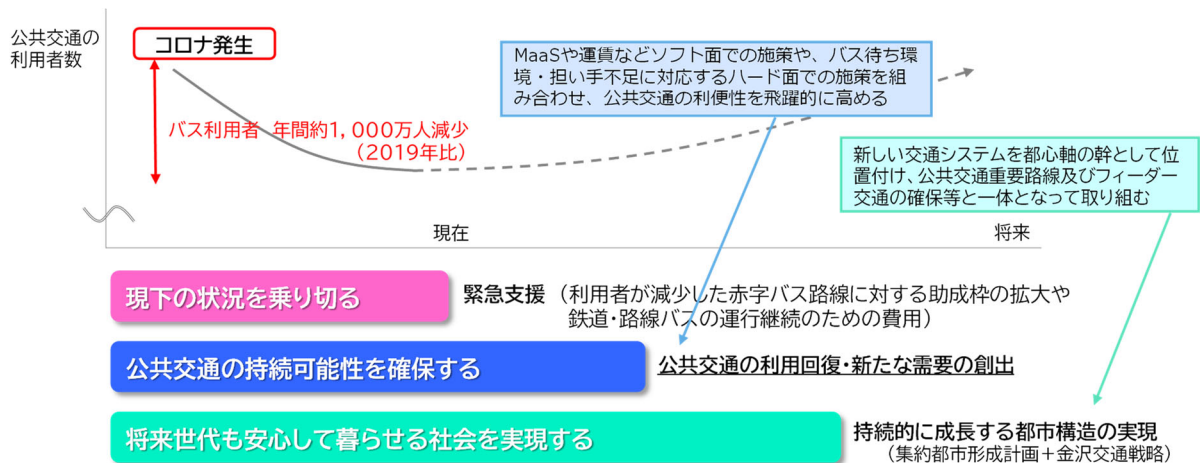 公共交通の
利用者数
コロナ発生
バス利用者 年間約1,000万人減少
(2019年比)
MaaSや運賃などソフト面での施策や、バス待ち環
境・担い手不足に対応するハード面での施策を組
み合わせ、公共交通の利便性を飛躍的に高める
新しい交通システムを都心軸の幹として位
置付け、公共交通重要路線及びフィーダー
交通の確保等と一体となって取り組む
現在
将来
現下の状況を乗り切る
緊急支援 (利用者が減少した赤字バス路線に対する助成枠の拡大や
鉄道・路線バスの運行継続のための費用)
公共交通の持続可能性を確保する
公共交通の利用回復・新たな需要の創出
将来世代も安心して暮らせる社会を実現する
持続的に成長する都市構造の実現
(集約都市形成計画+金沢交通戦略)